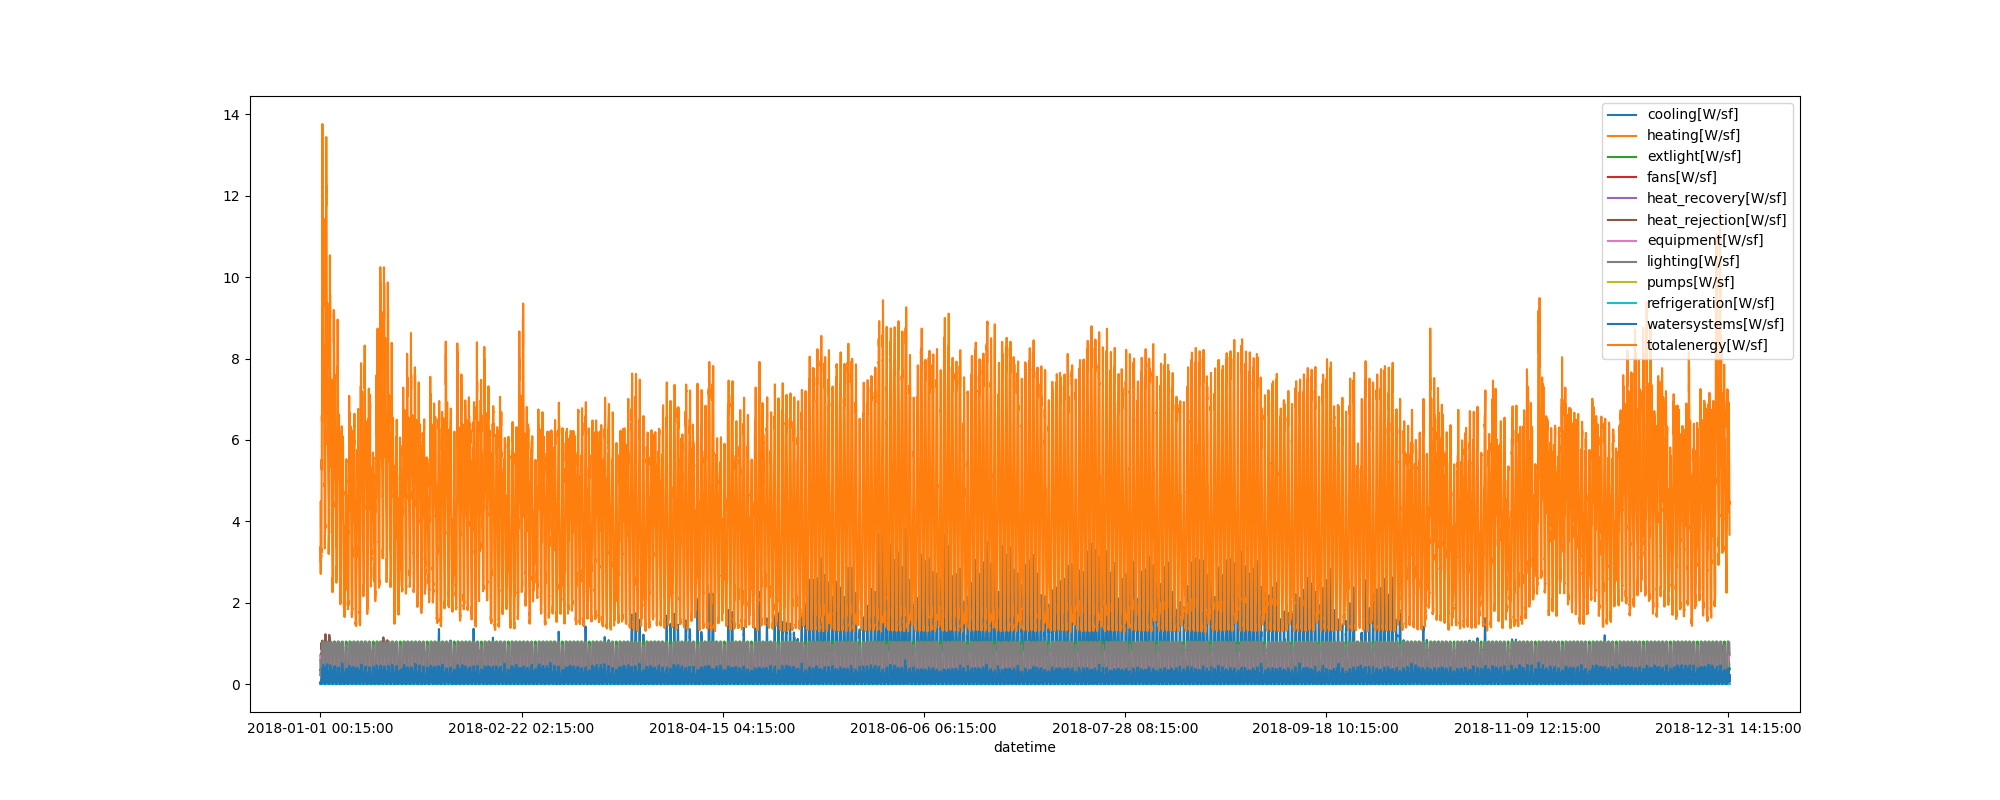 14
12
10
8
6
4
2
0
cooling[W/sf]
heating[W/sf]
extlight[W/sf]
fans[W/sf]
heat_recovery[W/sf]
heat_rejection[W/sf]
equipment[W/sf]
lighting[W/sf]
pumps[W/sf]
refrigeration[W/sf]
watersystems[W/sf]
totalenergy[W/sf]
2018-01-01 00:15:00 2018-02-22 02:15:00 2018-04-15 04:15:00 2018-06-06 06:15:00 2018-07-28 08:15:00 2018-09-18 10:15:00 2018-11-09 12:15:00 2018-12-31 14:15:00
datetime